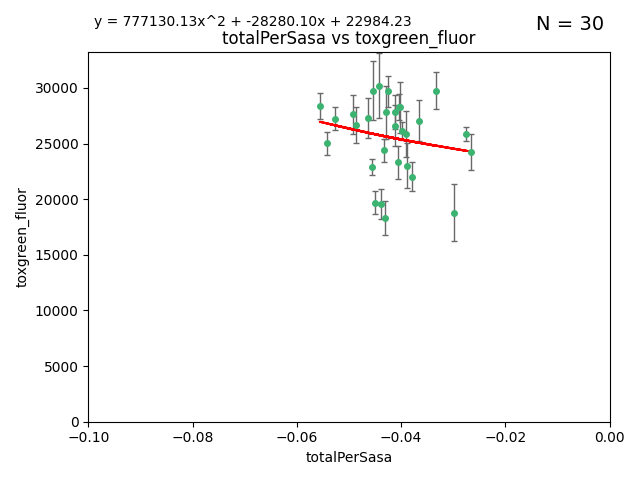 y = 777130.13x^2 + -28280.10x + 22984.23
N = 30
totalPerSasa vs toxgreen_fluor
30000
25000
20000
15000
10000
5000
0
toxgreen_fluor
−0.10
−0.08
−0.06
−0.04
−0.02
0.00
totalPerSasa